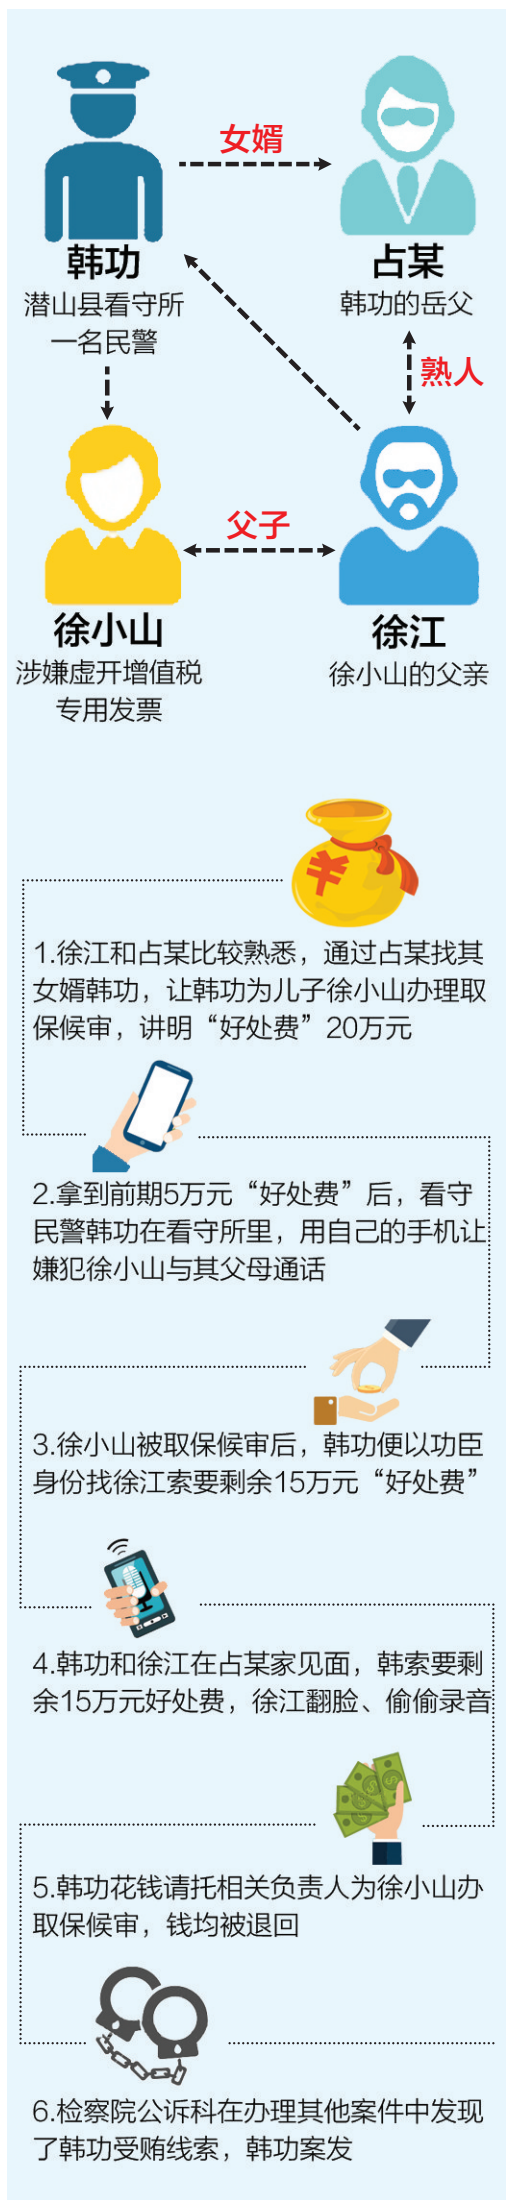 女婿
韩功
潜山县看守所
一名民警
占某
韩功的岳父
熟人
父子
徐小山
涉嫌虚开增值税
专用发票
徐江
徐小山的父亲
¥
1.徐江和占某比较熟悉，通过占某找其
女婿韩功，让韩功为儿子徐小山办理取
保候审，讲明“好处费”20万元
2.拿到前期5万元“好处费”后，看守
民警韩功在看守所里，用自己的手机让
嫌犯徐小山与其父母通话
3.徐小山被取保候审后，韩功便以功臣
身份找徐江索要剩余15万元“好处费”
4.韩功和徐江在占某家见面，韩索要剩
余15万元好处费，徐江翻脸、偷偷录音
5.韩功花钱请托相关负责人为徐小山办
取保候审，钱均被退回
6.检察院公诉科在办理其他案件中发现
了韩功受贿线索，韩功案发